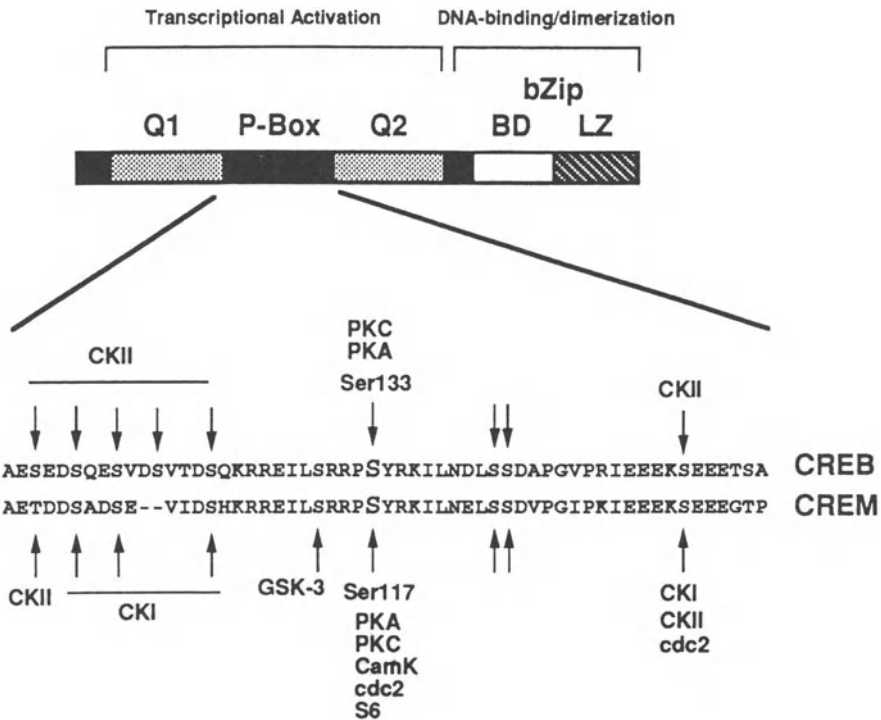 Transcriptional Activation DNA-binding/dimerization
bZip
Q1 P-Box Q2 BD LZ
PKC
PKA
CKII
Ser133
CKII
AESEDSQESVDSVTDSQKRREILSRRPSYRKILNDLSSDAPGVPRIEEEKSEEETSA CREB
AETDDSADSE--VIDSHKRREILSRRPSYRKILNELSSDVPGIPKIEEEKSEEEGTP CREM
CKII
CKI
GSK-3
Ser117
PKA
PKC
CamK
cdc2
S6
CKI
CKII
cdc2